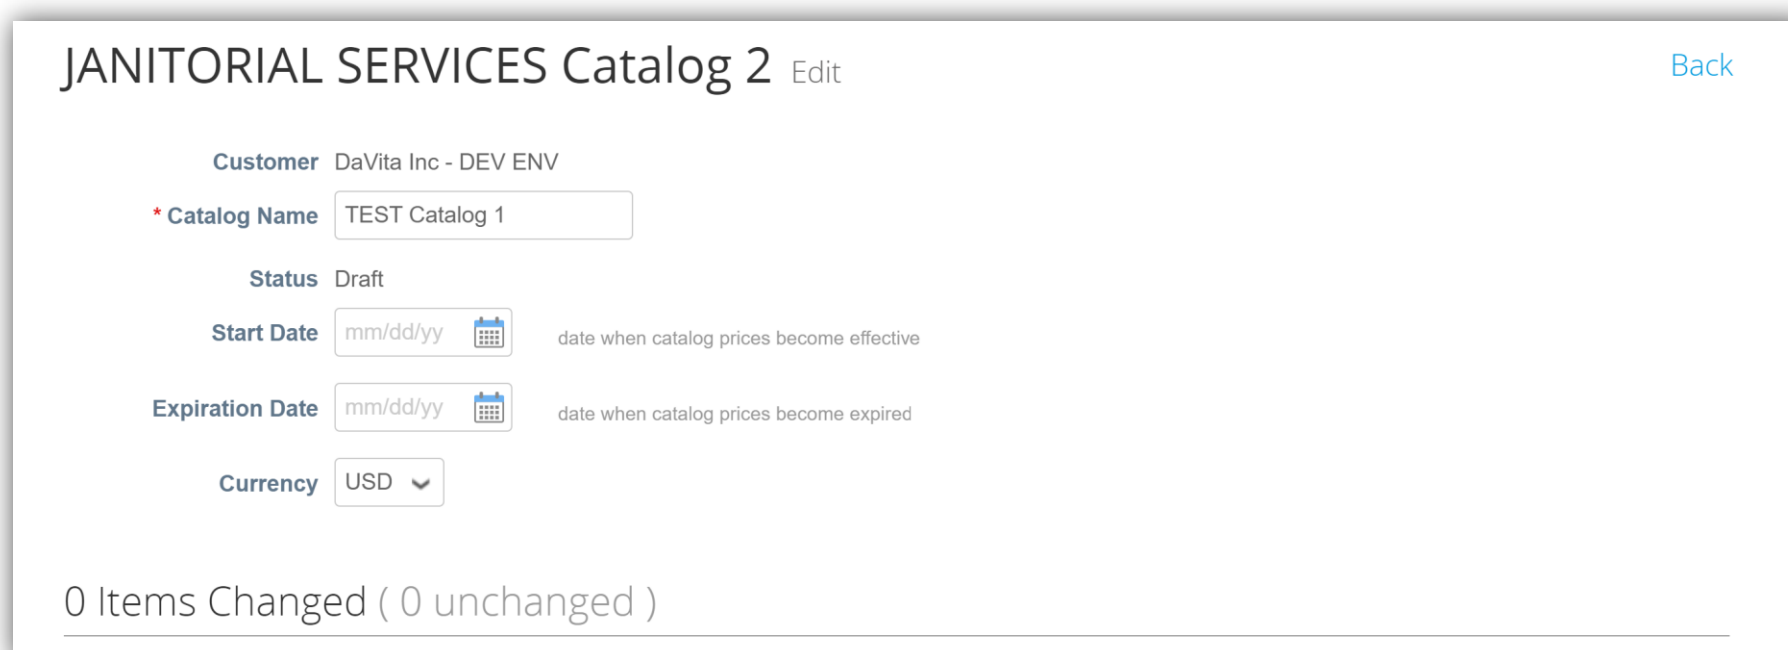 JANITORIAL SERVICES Catalog 2 Edit
Back
Customer DaVita Inc - DEV ENV
* Catalog Name TEST Catalog 1
Status Draft
Start Date mm/dd/yy date when catalog prices become effective
Expiration Date mm/dd/yy date when catalog prices become expired
Currency USD
0 Items Changed ( 0 unchanged )